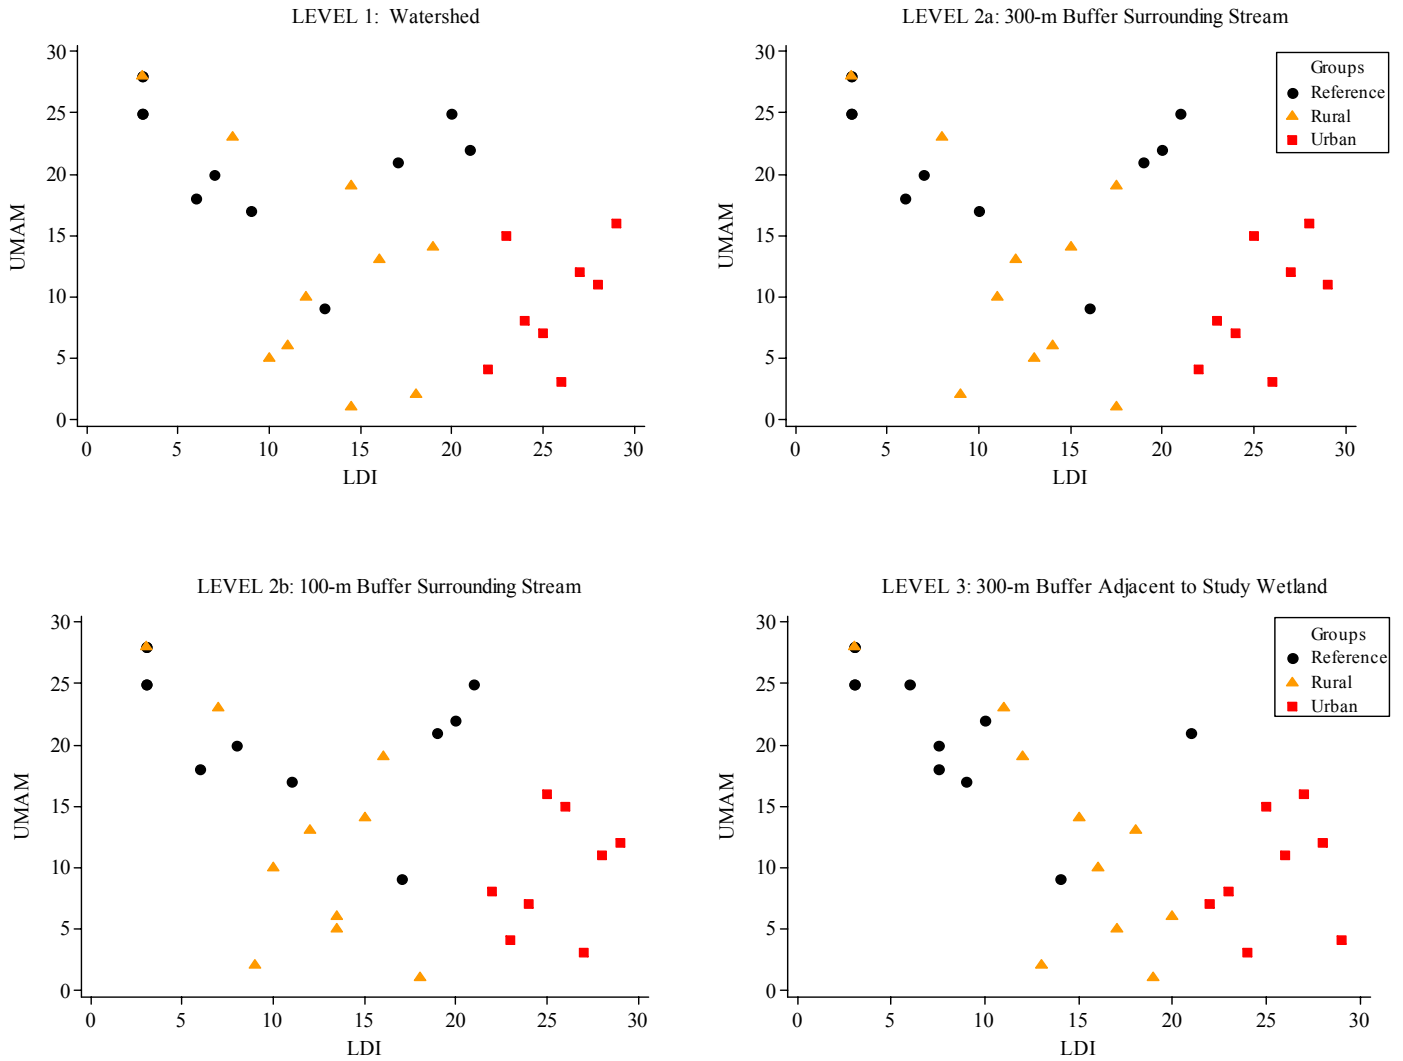 LEVEL 1: Watershed
30
25
20
15
10
5
0
UMAM
0 5 10 15 20 25 30
LDI
LEVEL 2a: 300-m Buffer Surrounding Stream
30
25
20
15
10
5
0
UMAM
0 5 10 15 20 25 30
LDI
Groups
Reference
Rural
Urban
LEVEL 2b: 100-m Buffer Surrounding Stream
30
25
20
15
10
5
0
UMAM
0 5 10 15 20 25 30
LDI
LEVEL 3: 300-m Buffer Adjacent to Study Wetland
30
25
20
15
10
5
0
UMAM
0 5 10 15 20 25 30
LDI
Groups
Reference
Rural
Urban